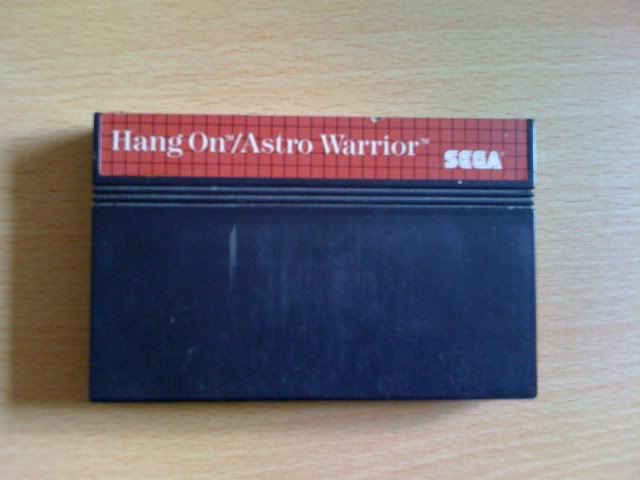 Hang On™/Astro Warrior™
SEGA